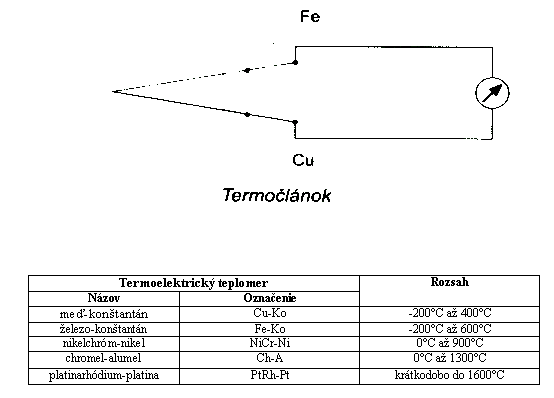 Fe
Cu
Termočlánok
Termoelektrický teplomer Rozsah
Názov Označenie
meď-konštantán Cu-Ko -200°C až 400°C
železo-konštantán Fe-Ko -200°C až 600°C
nikelchróm-nikel NiCr-Ni 0°C až 900°C
chromel-alumel Ch-A 0°C až 1300°C
platinarhódium-platina PtRh-Pt krátkodobo do 1600°C